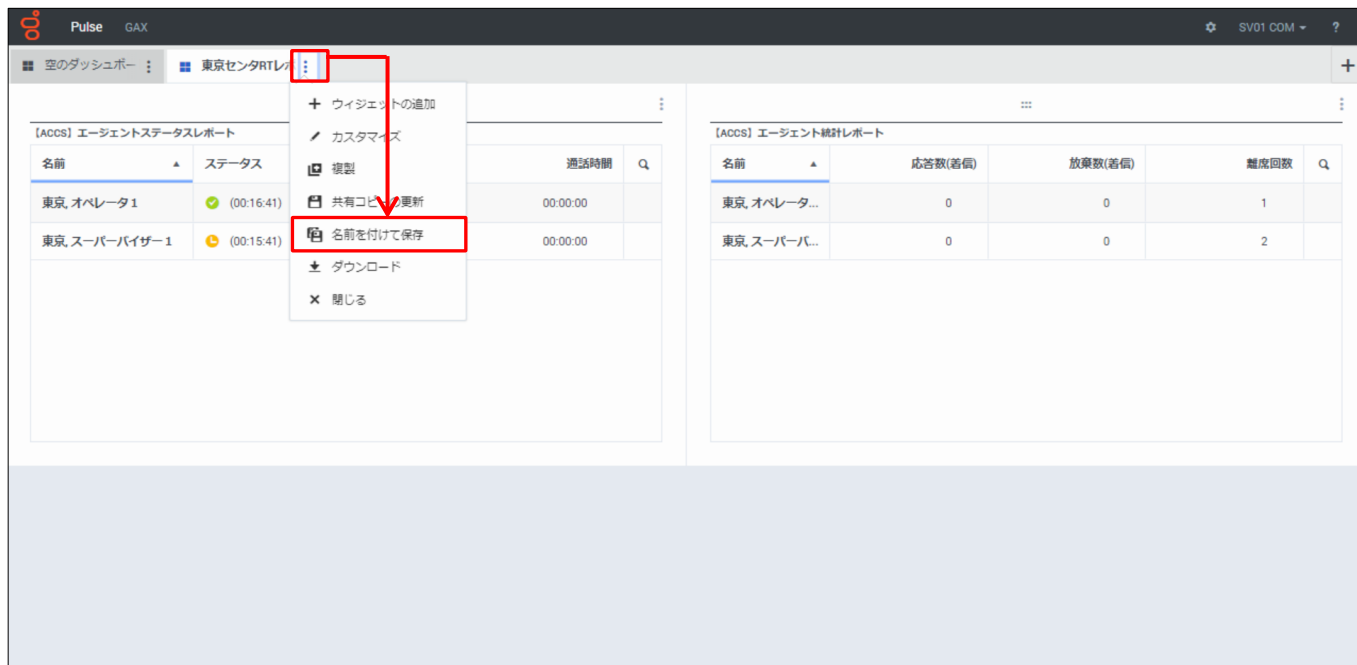 Pulse GAX SV01 COM ?
空のダッシュボー 東京センタRTレポ
ウィジェットの追加
カスタマイズ
複製
共有コピーの更新
名前を付けて保存
ダウンロード
閉じる
【ACCS】エージェントステータスレポート
名前 ステータス 通話時間
東京, オペレータ1 (00:16:41) 00:00:00
東京, スーパーバイザー1 (00:15:41) 00:00:00
【ACCS】エージェント統計レポート
名前 応答数(着信) 放棄数(着信) 離席回数
東京, オペレータ... 0 0 1
東京, スーパーバ... 0 0 2